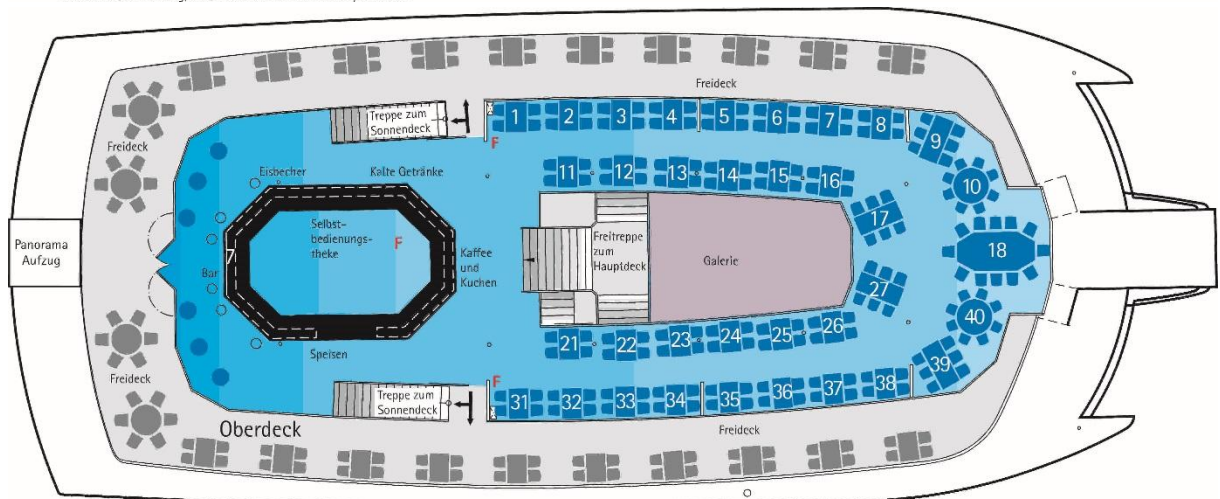 Freideck
Treppe zum
Sonnendeck
1 2 3 4 5 6 7 8 9
F
Freideck
Eisbecher
Kalte Getränke
11 12 13 14 15 16
10
17
Selbst-
bedienungs-
theke
F
Panorama
Aufzug
7
Bar
Kaffee
und
Kuchen
Freitreppe
zum
Hauptdeck
Galerie
18
27
40
Speisen
21 22 23 24 25 26
39
Freideck
F
Treppe zum
Sonnendeck
31 32 33 34 35 36 37 38
Oberdeck
Freideck